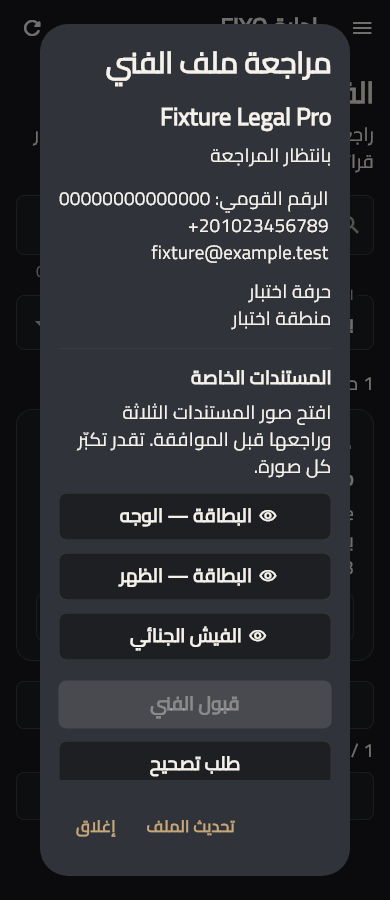 إدارة FIXO
مراجعة ملف الفني
Fixture Legal Pro
بانتظار المراجعة
الرقم القومي: 00000000000000
+201023456789
fixture@example.test
حرفة اختبار
منطقة اختبار
المستندات الخاصة
افتح صور المستندات الثلاثة
وراجعها قبل الموافقة. تقدر تكبّر
كل صورة.
البطاقة — الوجه
البطاقة — الظهر
الفيش الجنائي
قبول الفني
طلب تصحيح
تحديث الملف
إغلاق